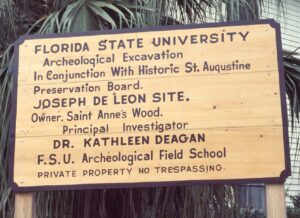 FLORIDA STATE UNIVERSITY
Archeological Excavation
In Conjunction With Historic St. Augustine
Preservation Board.
JOSEPH DE LEON SITE.
Owner. Saint Anne's Wood.
Principal Investigator
DR. KATHLEEN DEAGAN
F.S.U. Archeological Field School
PRIVATE PROPERTY NO TRESPASSING.